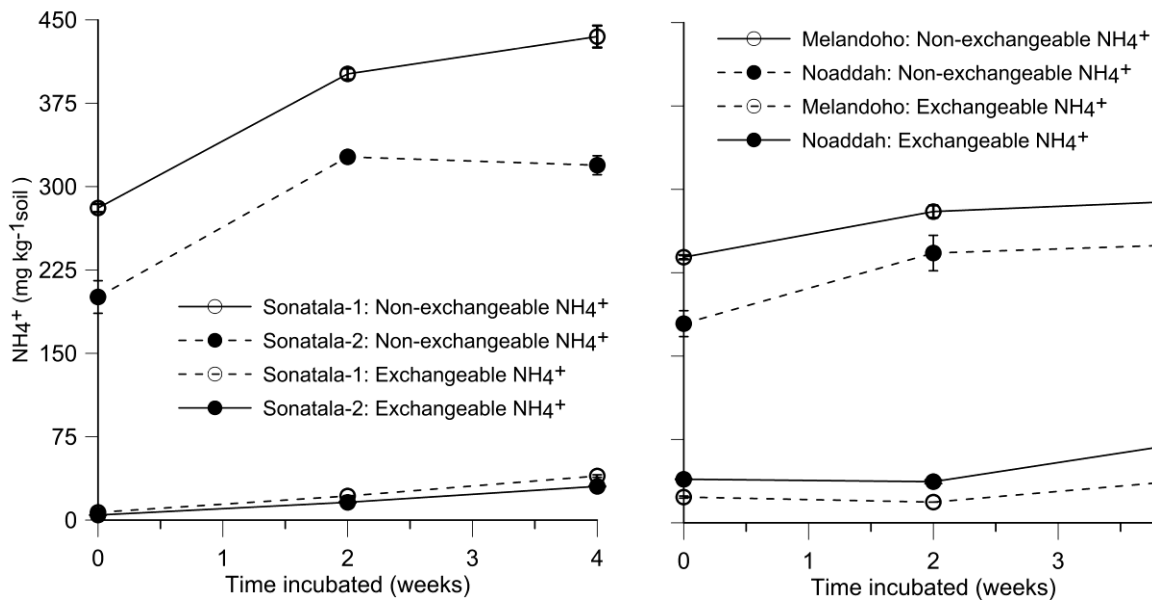 NH4+ (mg kg-1soil )
450
375
300
225
150
75
0
Sonatala-1: Non-exchangeable NH4+
Sonatala-2: Non-exchangeable NH4+
Sonatala-1: Exchangeable NH4+
Sonatala-2: Exchangeable NH4+
0 1 2 3 4
Time incubated (weeks)
Melandoho: Non-exchangeable NH4+
Noaddah: Non-exchangeable NH4+
Melandoho: Exchangeable NH4+
Noaddah: Exchangeable NH4+
0 1 2 3
Time incubated (weeks)